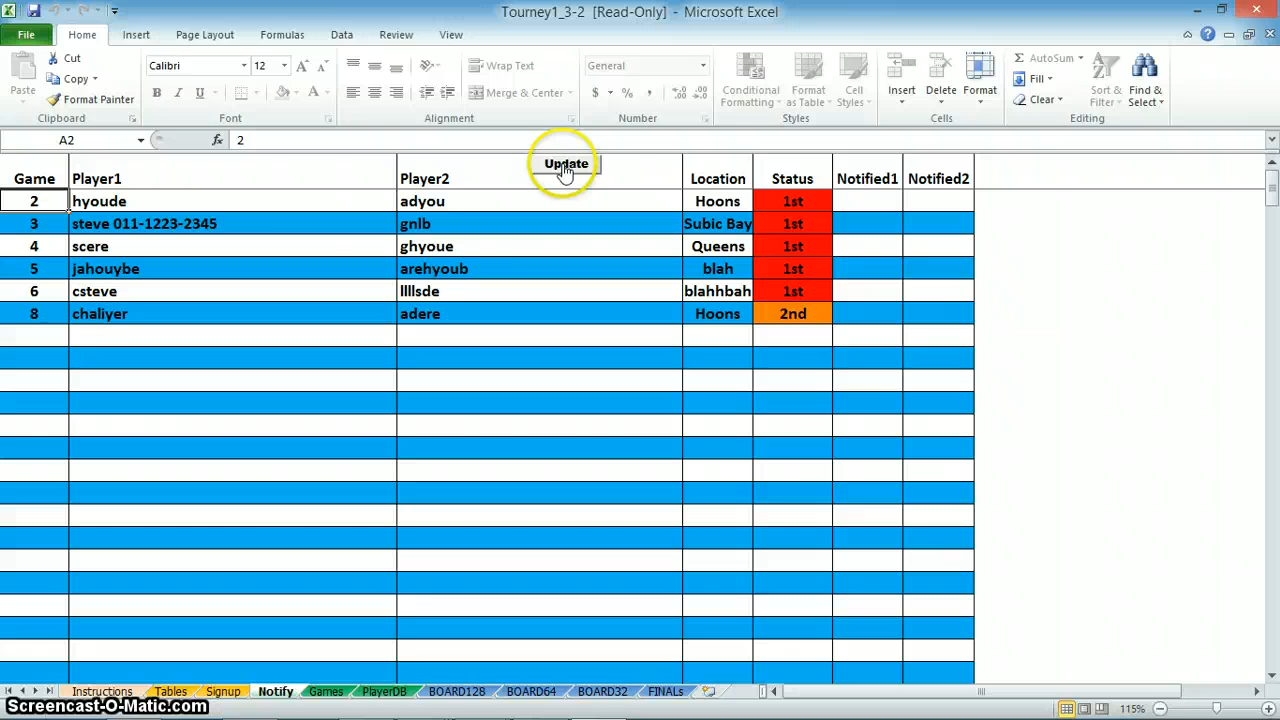 Tourney1_3-2 [Read-Only] - Microsoft Excel
File Home Insert Page Layout Formulas Data Review View
Cut
Copy
Format Painter
Paste
Clipboard
Calibri 12
B I U
Font
Wrap Text
Merge & Center
Alignment
General
$ % ,
Number
Conditional Formatting
Format as Table
Cell Styles
Styles
Insert Delete Format
Cells
AutoSum
Fill
Clear
Sort & Filter
Find & Select
Editing
A2 fx 2
Update
Game Player1 Player2 Location Status Notified1 Notified2
2 hyoude adyou Hoons 1st
3 steve 011-1223-2345 gnlb Subic Bay 1st
4 scere ghyoue Queens 1st
5 jahouybe arehyoub blah 1st
6 csteve llllsde blahhbah 1st
8 chaliyer adere Hoons 2nd
Instructions Tables Signup Notify Games PlayerDB BOARD128 BOARD64 BOARD32 FINALs
Screencast-O-Matic.com
115%